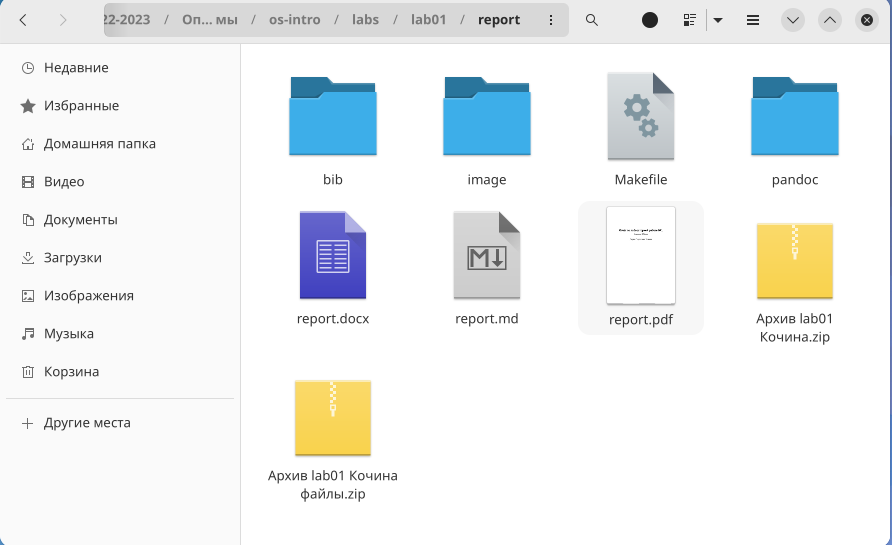 22-2023 / Оп... мы / os-intro / labs / lab01 / report
Недавние
Избранные
Домашняя папка
Видео
Документы
Загрузки
Изображения
Музыка
Корзина
Другие места
bib
image
Makefile
pandoc
report.docx
M
report.md
report.pdf
Архив lab01
Кочина.zip
Архив lab01 Кочина
файлы.zip